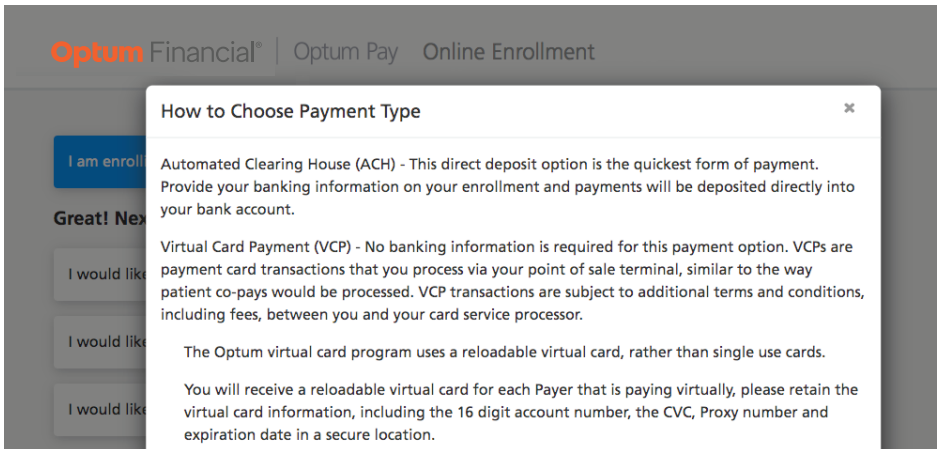 Optum Financial® | Optum Pay Online Enrollment
How to Choose Payment Type
×
I am enroll
Automated Clearing House (ACH) - This direct deposit option is the quickest form of payment.
Provide your banking information on your enrollment and payments will be deposited directly into
your bank account.
Great! Nex
Virtual Card Payment (VCP) - No banking information is required for this payment option. VCPs are
payment card transactions that you process via your point of sale terminal, similar to the way
patient co-pays would be processed. VCP transactions are subject to additional terms and conditions,
including fees, between you and your card service processor.
I would like
The Optum virtual card program uses a reloadable virtual card, rather than single use cards.
I would like
You will receive a reloadable virtual card for each Payer that is paying virtually, please retain the
virtual card information, including the 16 digit account number, the CVC, Proxy number and
expiration date in a secure location.
I would like